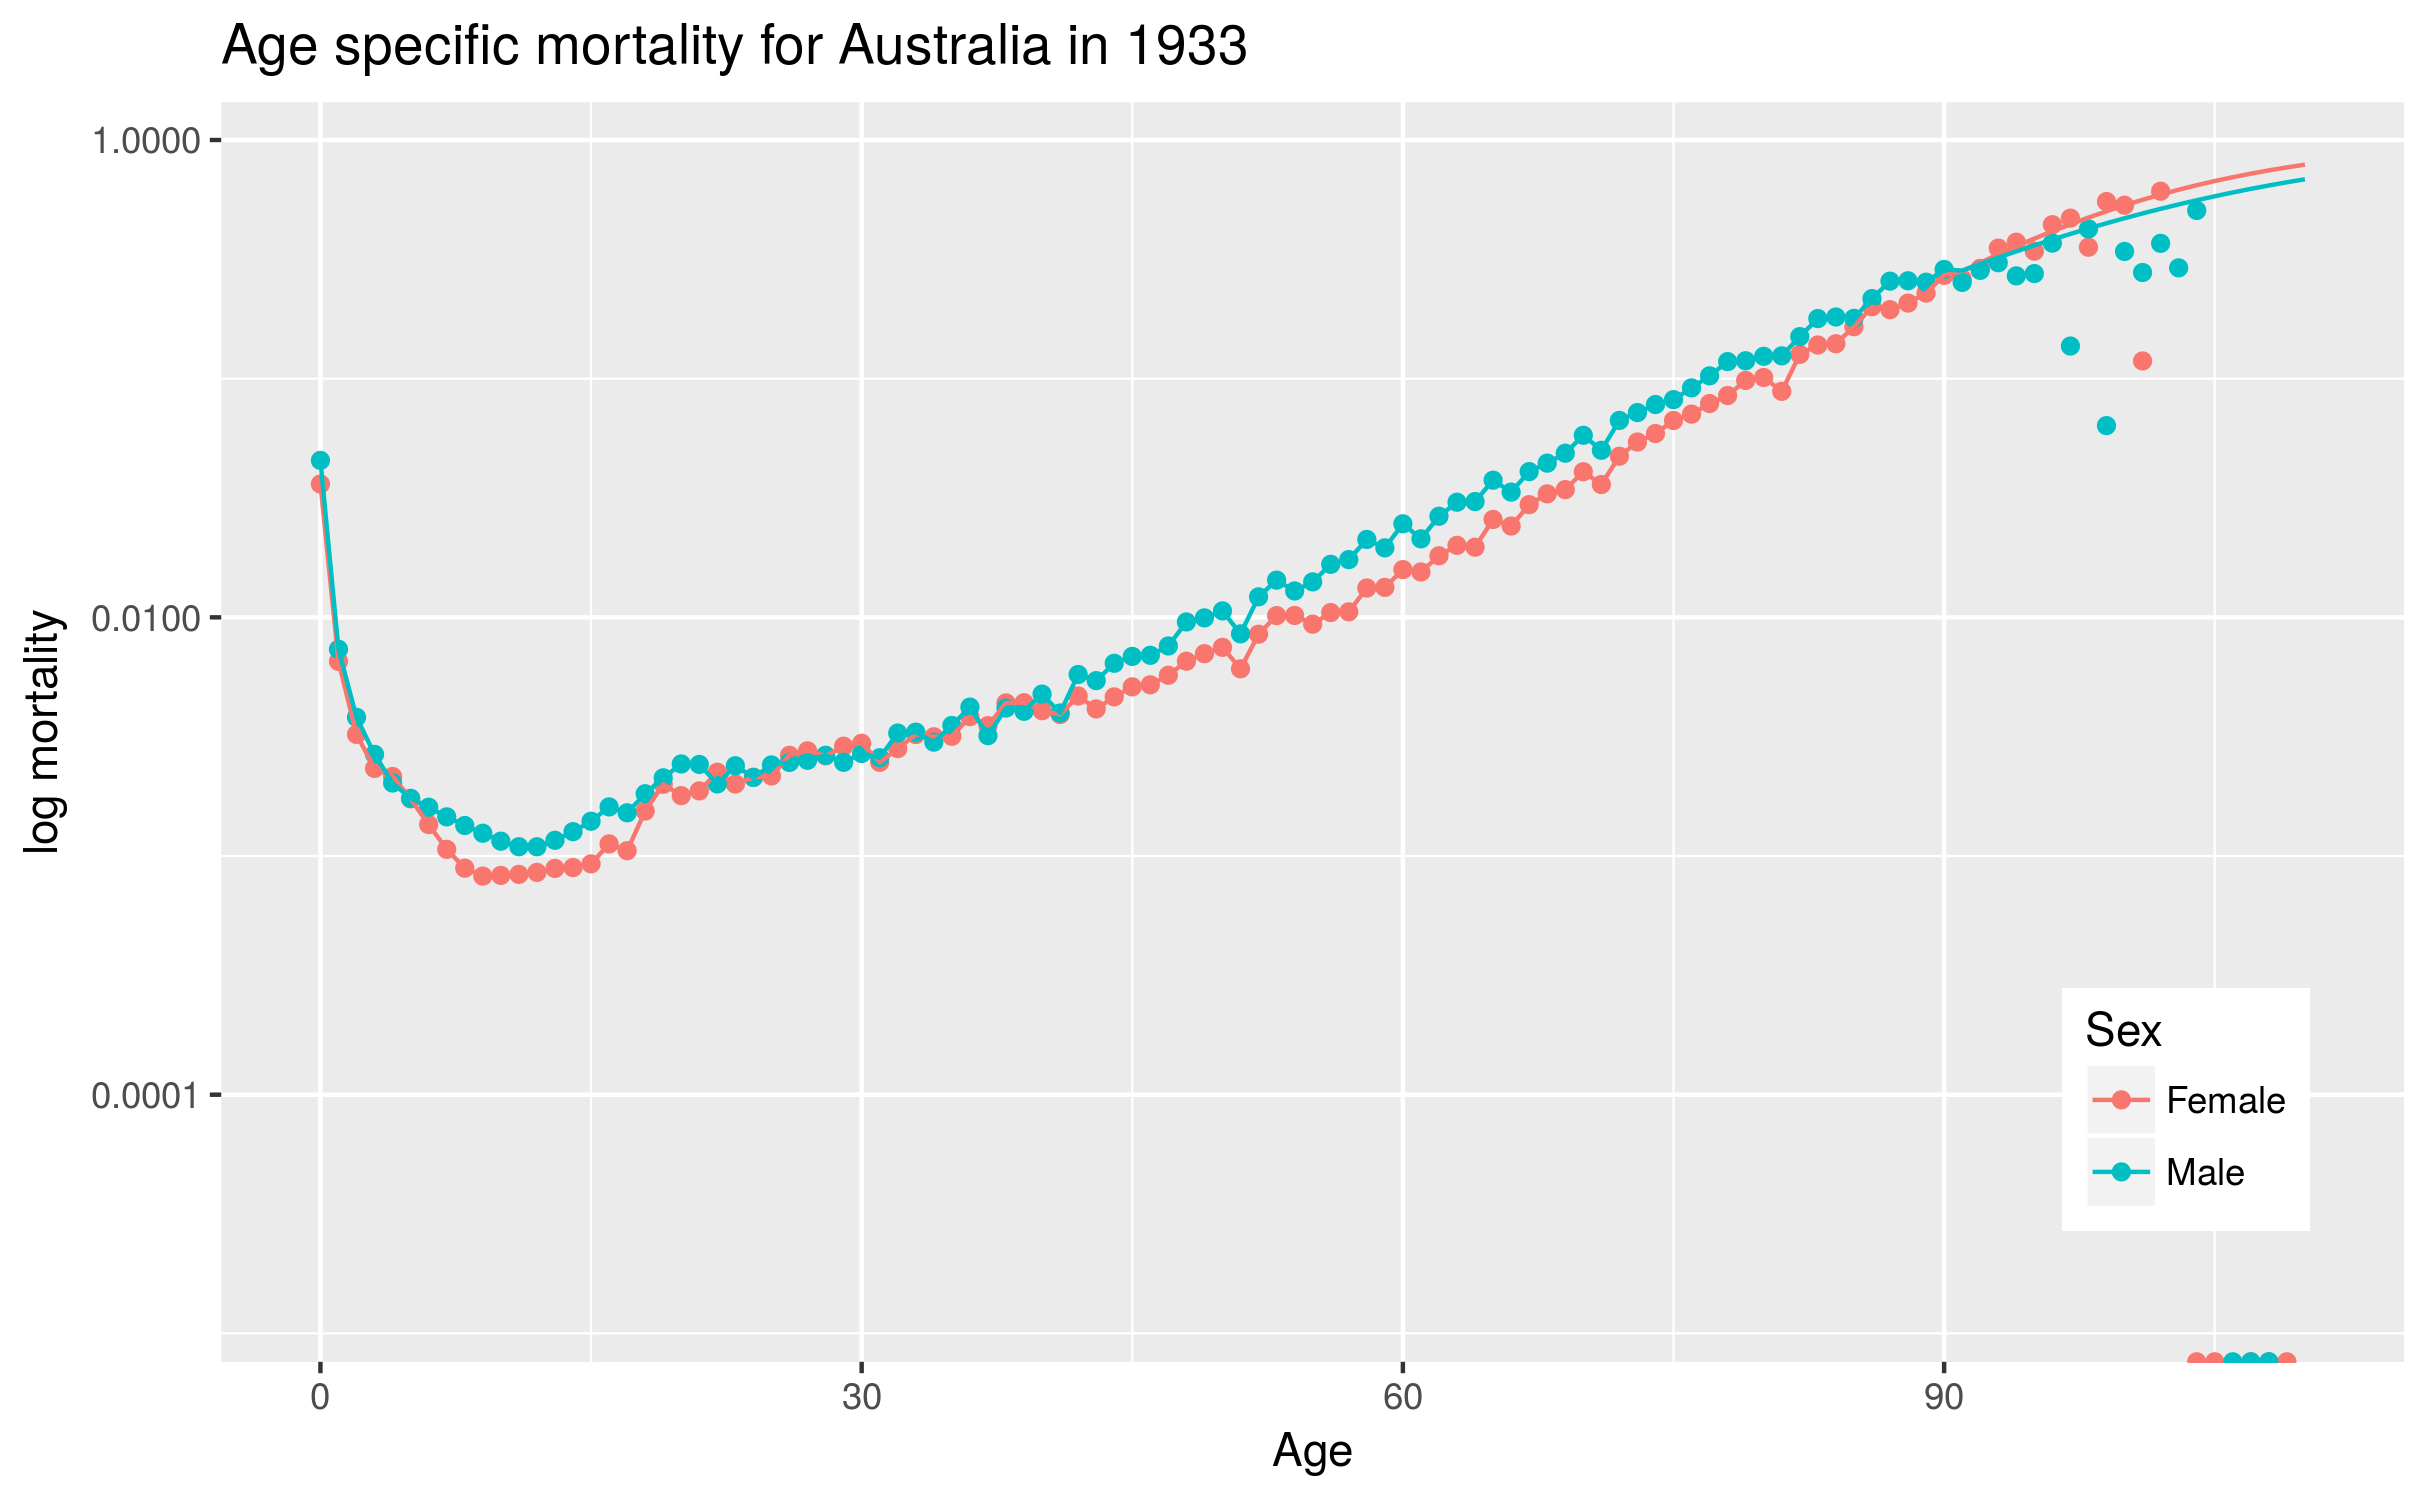 Age specific mortality for Australia in 1933
1.0000
0.0100
0.0001
log mortality
0
30
60
90
Age
Sex
Female
Male